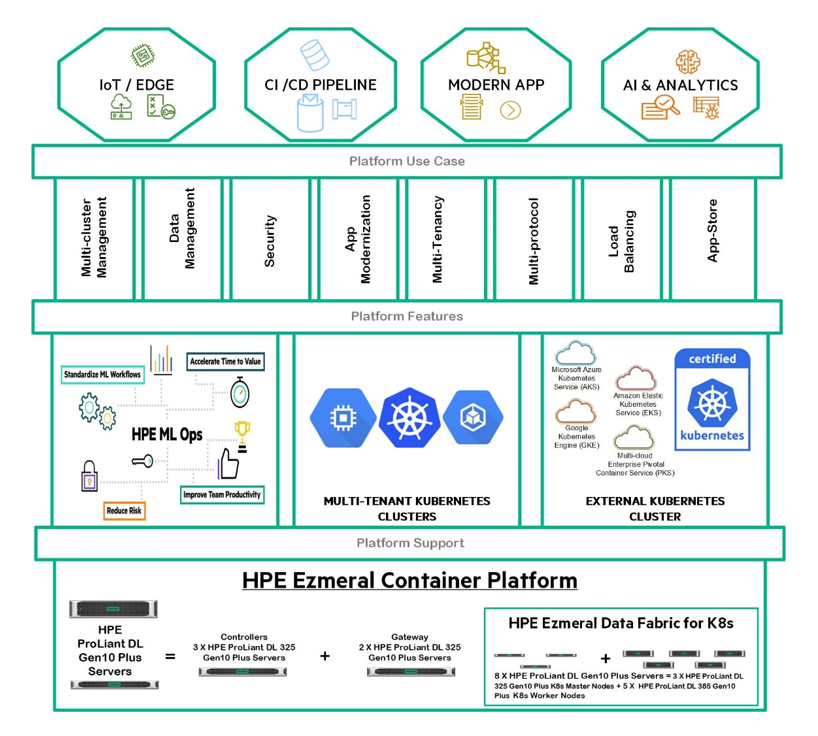 IoT / EDGE
CI /CD PIPELINE
MODERN APP
AI & ANALYTICS
Platform Use Case
Multi-cluster
Management
Data
Management
Security
App
Modernization
Multi-Tenancy
Multi-protocol
Load
Balancing
App-Store
Platform Features
Standardize ML Workflows
Accelerate Time to Value
HPE ML Ops
Improve Team Productivity
Reduce Risk
MULTI-TENANT KUBERNETES
CLUSTERS
Microsoft Azure
Kubernetes
Service (AKS)
Amazon Elastic
Kubernetes
Service (EKS)
Google
Kubernetes
Engine (GKE)
Multi-cloud
Enterprise Pivotal
Container Service (PKS)
certified
kubernetes
EXTERNAL KUBERNETES
CLUSTER
Platform Support
HPE Ezmeral Container Platform
HPE
ProLiant DL
Gen10 Plus
Servers
=
Controllers
3 X HPE ProLiant DL 325
Gen10 Plus Servers
+
Gateway
2 X HPE ProLiant DL 325
Gen10 Plus Servers
HPE Ezmeral Data Fabric for K8s
+
8 X HPE ProLiant DL Gen10 Plus Servers = 3 X HPE ProLiant DL
325 Gen10 Plus K8s Master Nodes + 5 X HPE ProLiant DL 385 Gen10
Plus K8s Worker Nodes